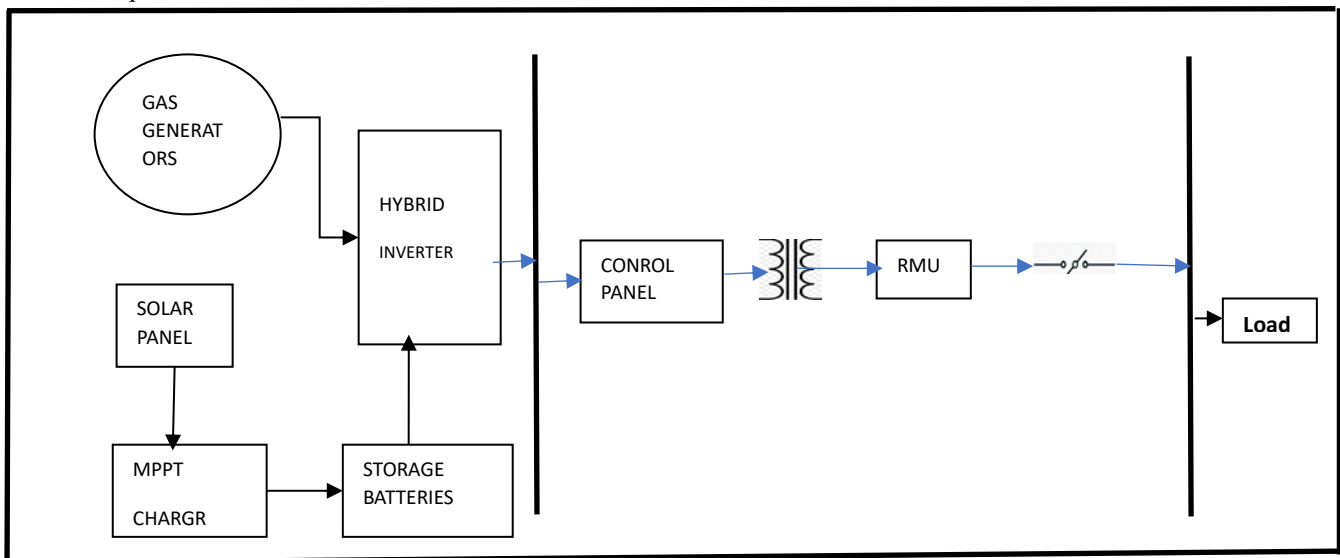 GAS
GENERAT
ORS
HYBRID
INVERTER
SOLAR
PANEL
MPPT
CHARGR
STORAGE
BATTERIES
CONROL
PANEL
RMU
Load